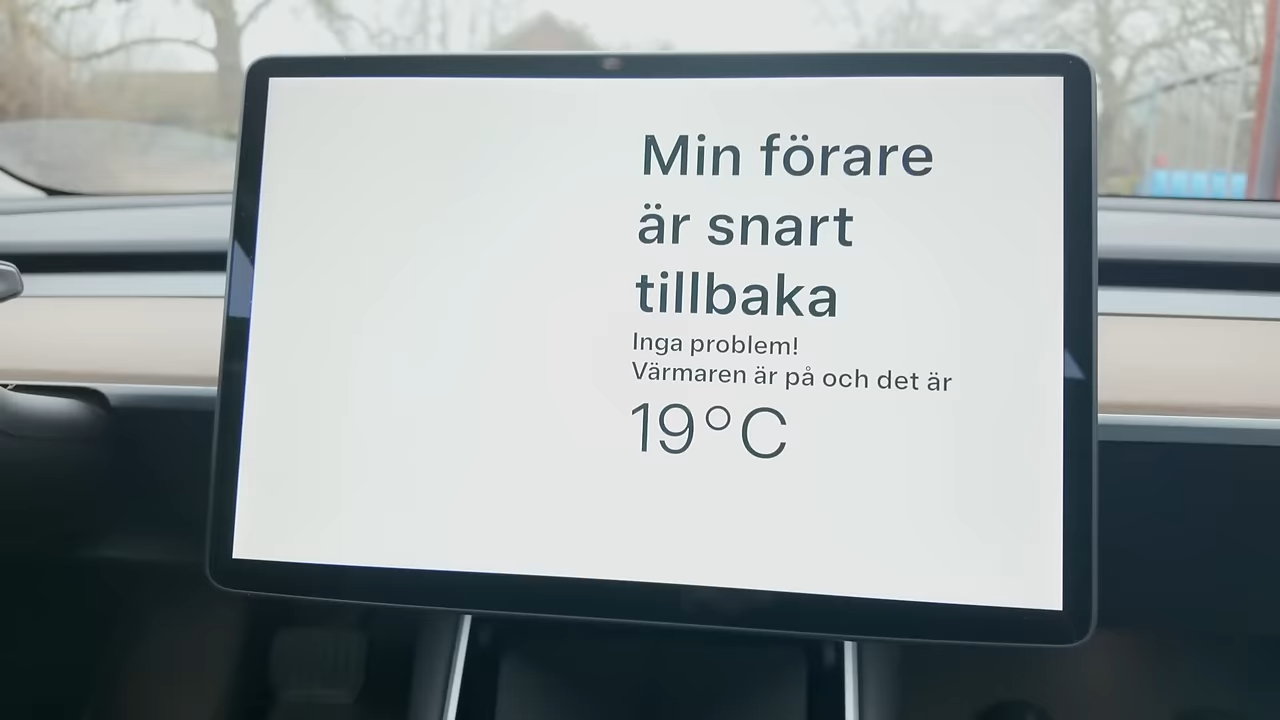 Min förare
är snart
tillbaka
Inga problem!
Värmaren är på och det är
19°C